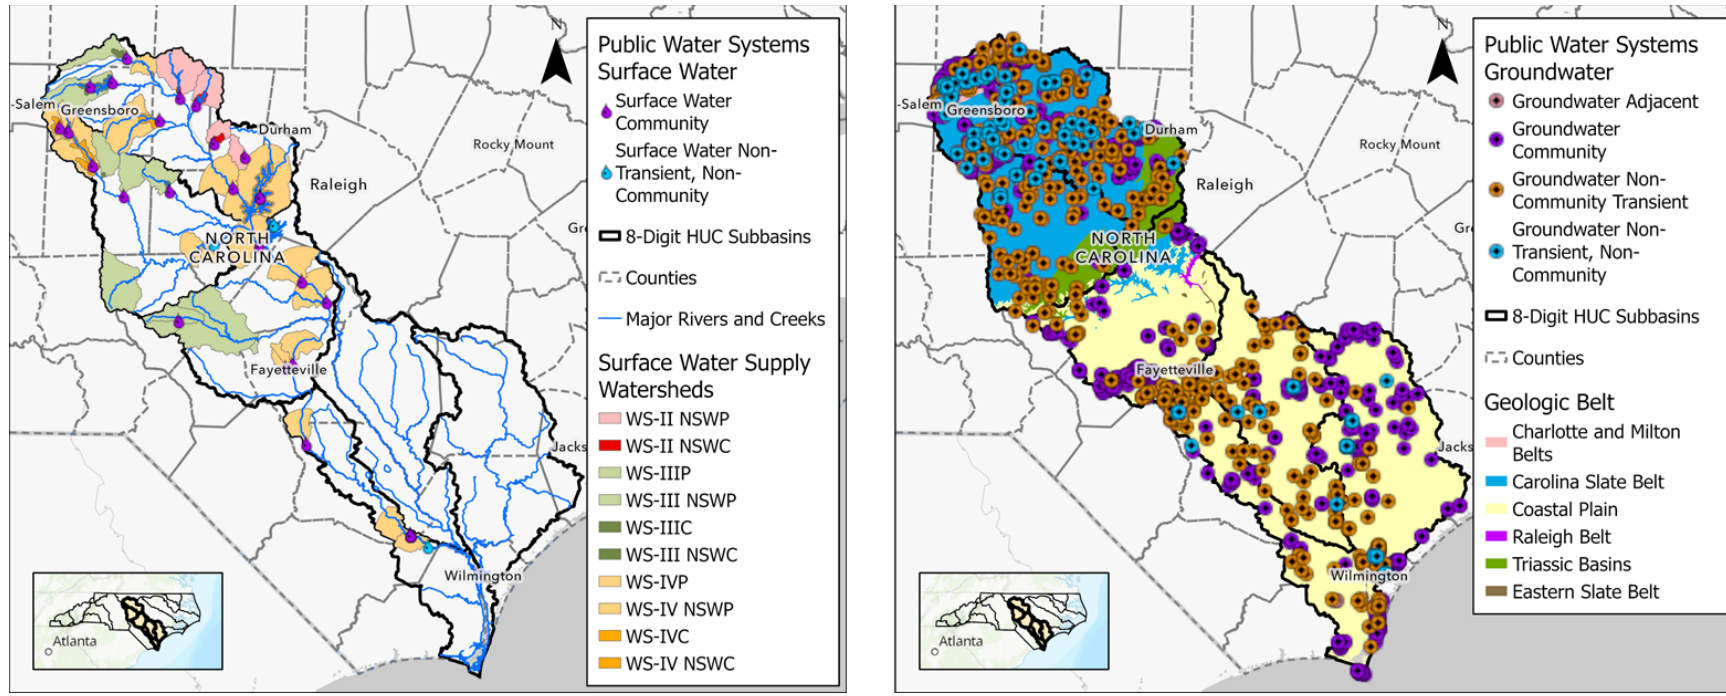 N
Public Water Systems
Surface Water
Surface Water
Community
Surface Water Non-
Transient, Non-
Community
8-Digit HUC Subbasins
Counties
Major Rivers and Creeks
Surface Water Supply
Watersheds
WS-II NSWP
WS-II NSWC
WS-IIIP
WS-III NSWP
WS-IIIC
WS-III NSWC
WS-IVP
WS-IV NSWP
WS-IVC
WS-IV NSWC
-Salem
Greensboro
Durham
Rocky Mount
Raleigh
Gre
NORTH
CAROLINA
Fayetteville
Jacks
Wilmington
Atlanta
N
Public Water Systems
Groundwater
Groundwater Adjacent
Groundwater
Community
Groundwater Non-
Community Transient
Groundwater Non-
Transient, Non-
Community
8-Digit HUC Subbasins
Counties
Geologic Belt
Charlotte and Milton
Belts
Carolina Slate Belt
Coastal Plain
Raleigh Belt
Triassic Basins
Eastern Slate Belt
-Salem
Greensboro
Durham
Rocky Mount
Raleigh
Gre
NORTH
CAROLINA
Fayetteville
Jacks
Wilmington
Atlanta